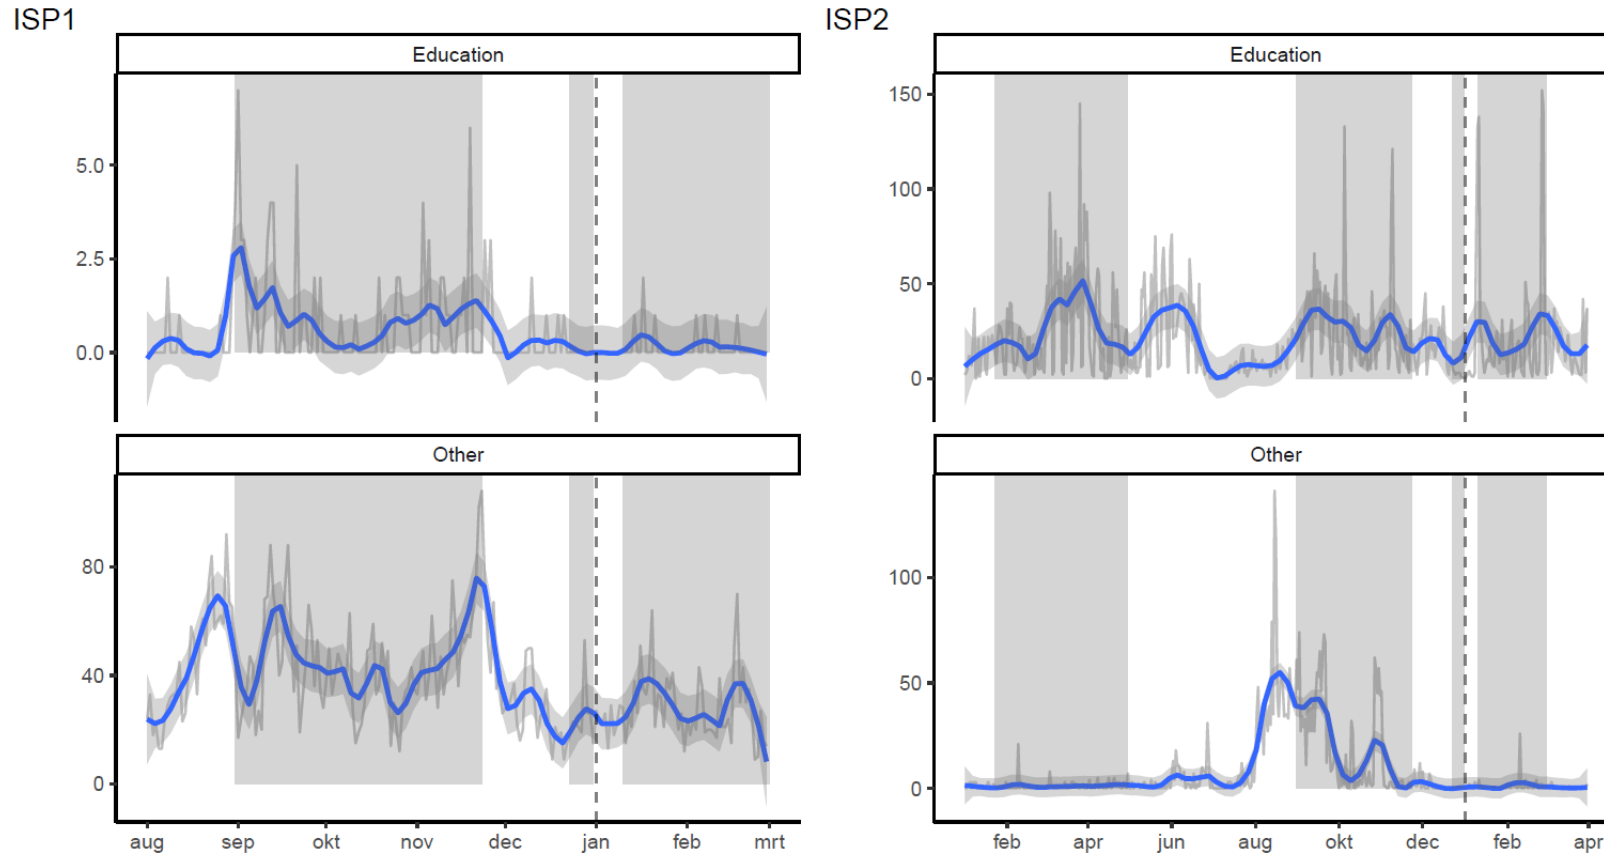 ISP1
Education
5.0
2.5
0.0
Other
80
40
0
aug sep okt nov dec jan feb mrt
ISP2
Education
150
100
50
0
Other
100
50
0
feb apr jun aug okt dec feb apr